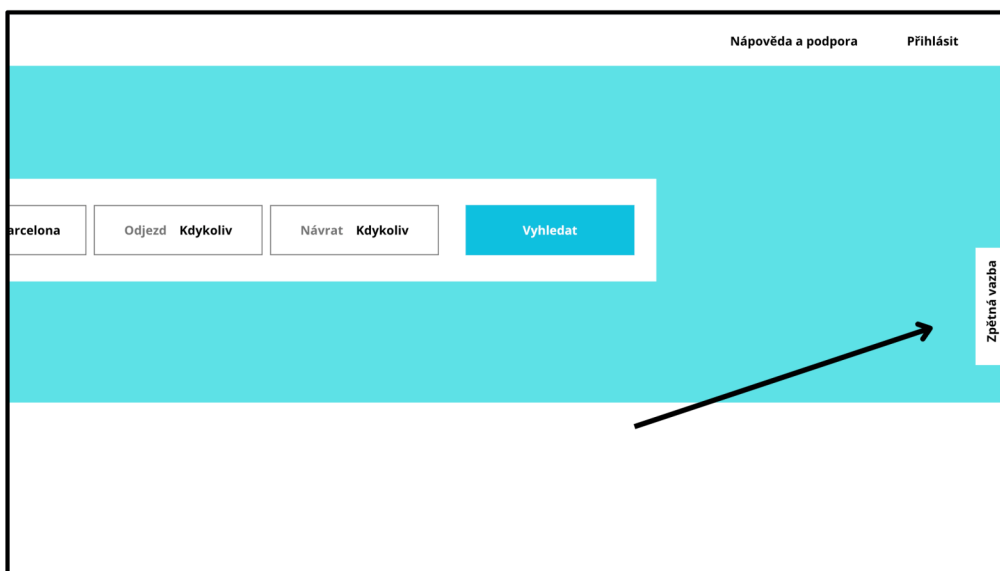 Nápověda a podpora Přihlásit
arcelona Odjezd Kdykoliv Návrat Kdykoliv Vyhledat
Zpětná vazba